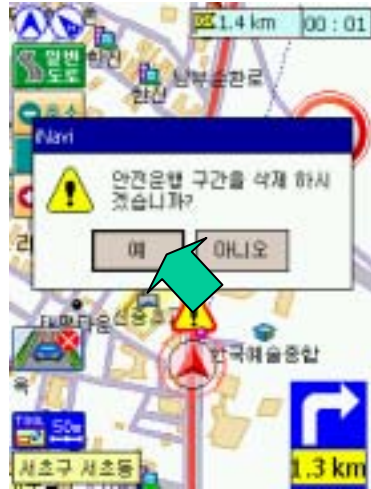 1.4 km
00 : 01
일반
도로
한신
남부순환로
iNavi
안전운행 구간을 삭제 하시
겠습니까?
예
아니오
한국예술종합
TOOL
50m
서초구 서초동
1.3 km